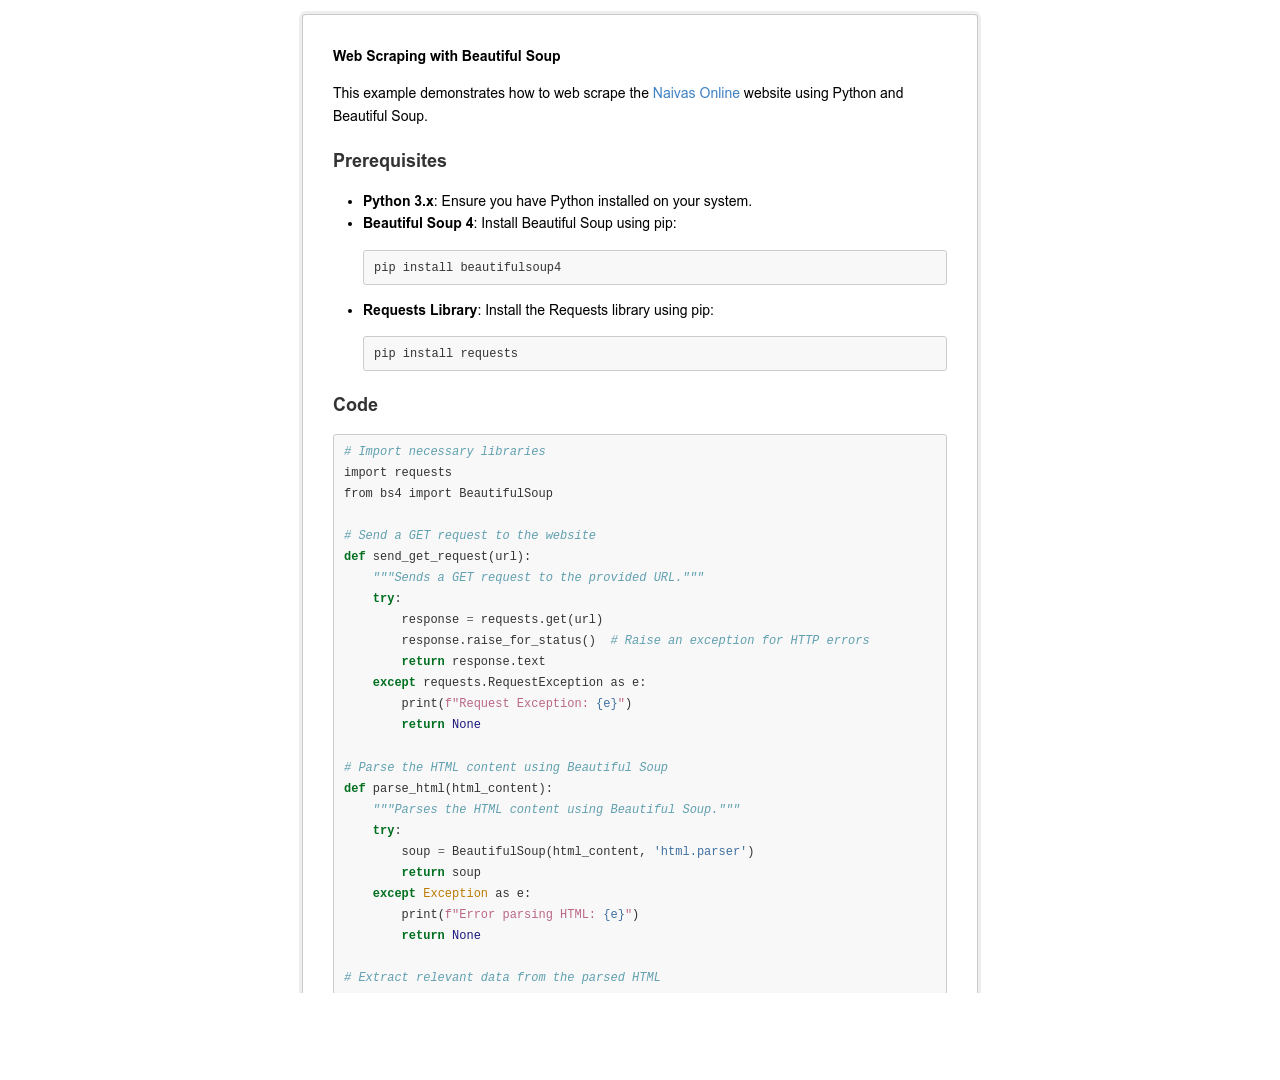 Web Scraping with Beautiful Soup
This example demonstrates how to web scrape the Naivas Online website using Python and
Beautiful Soup.
Prerequisites
• Python 3.x: Ensure you have Python installed on your system.
• Beautiful Soup 4: Install Beautiful Soup using pip:
pip install beautifulsoup4
• Requests Library: Install the Requests library using pip:
pip install requests
Code
# Import necessary libraries
import requests
from bs4 import BeautifulSoup
# Send a GET request to the website
def send_get_request(url):
    """Sends a GET request to the provided URL."""
    try:
        response = requests.get(url)
        response.raise_for_status()  # Raise an exception for HTTP errors
        return response.text
    except requests.RequestException as e:
        print(f"Request Exception: {e}")
        return None
# Parse the HTML content using Beautiful Soup
def parse_html(html_content):
    """Parses the HTML content using Beautiful Soup."""
    try:
        soup = BeautifulSoup(html_content, 'html.parser')
        return soup
    except Exception as e:
        print(f"Error parsing HTML: {e}")
        return None
# Extract relevant data from the parsed HTML